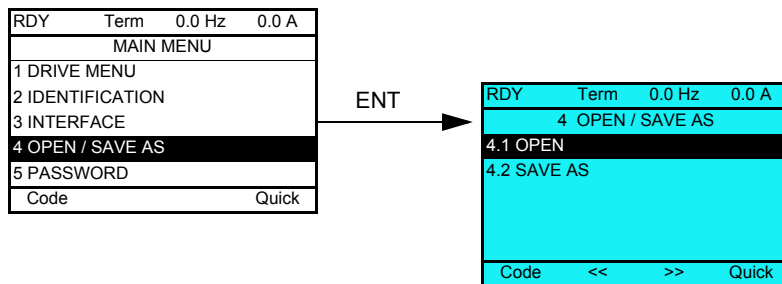 RDY Term 0.0 Hz 0.0 A
MAIN MENU
1 DRIVE MENU
2 IDENTIFICATION
3 INTERFACE
4 OPEN / SAVE AS
5 PASSWORD
Code Quick
ENT
RDY Term 0.0 Hz 0.0 A
4 OPEN / SAVE AS
4.1 OPEN
4.2 SAVE AS
Code << >> Quick